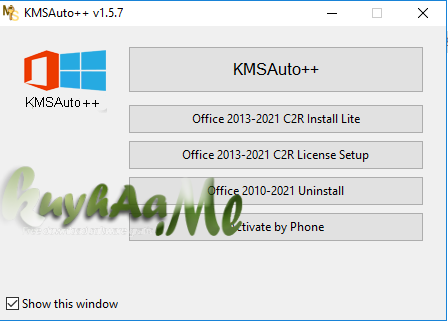 KMSAuto++ v1.5.7
KMSAuto++
KMSAuto++
Office 2013-2021 C2R Install Lite
Office 2013-2021 C2R License Setup
Office 2010-2021 Uninstall
Activate by Phone
kuyhAa.Me
Show this window